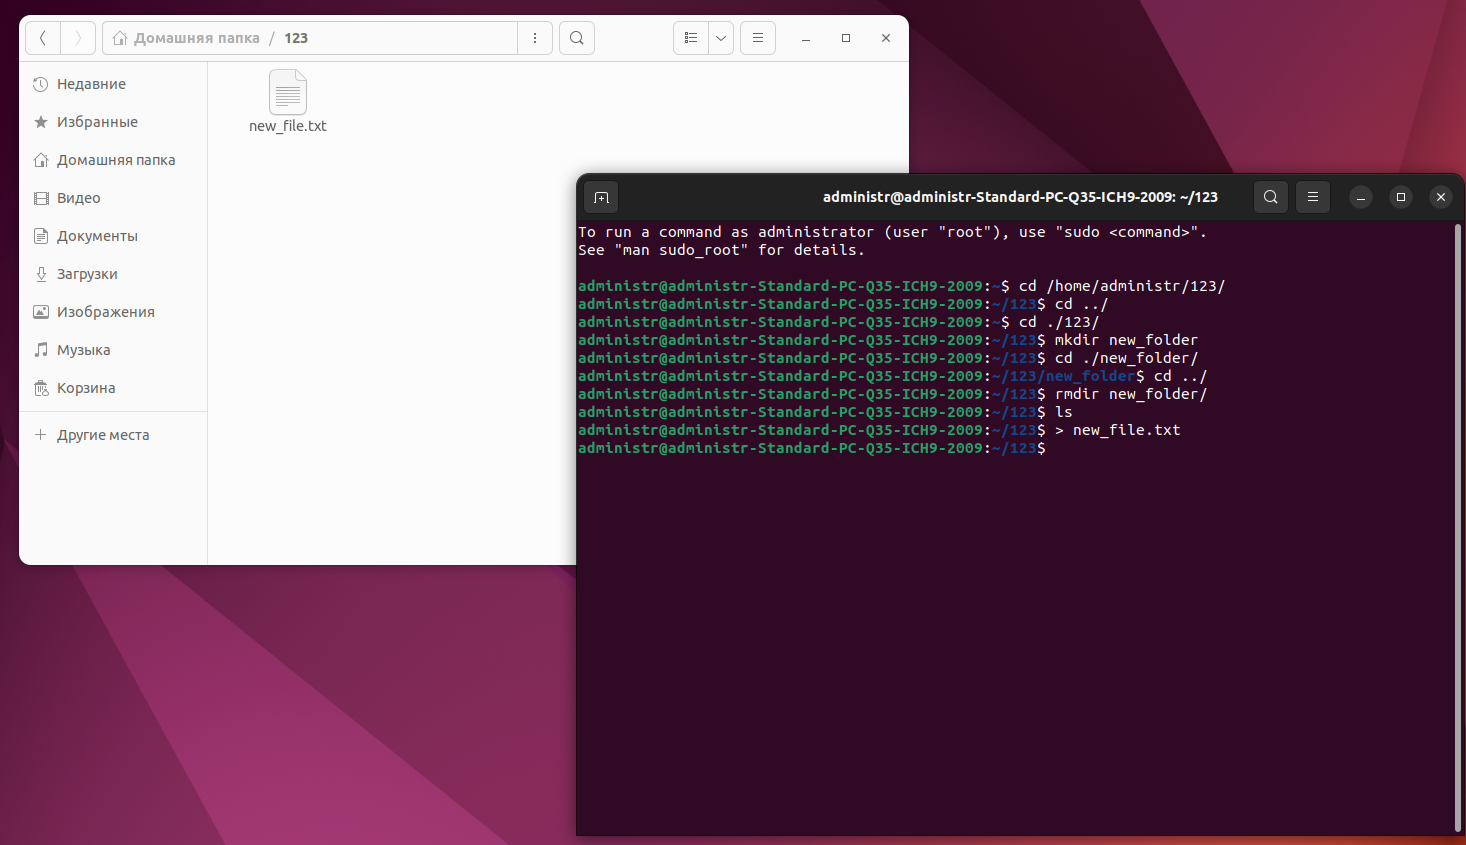 Домашняя папка / 123
Недавние
Избранные
Домашняя папка
Видео
Документы
Загрузки
Изображения
Музыка
Корзина
Другие места
new_file.txt
administr@administr-Standard-PC-Q35-ICH9-2009: ~/123
To run a command as administrator (user "root"), use "sudo <command>".
See "man sudo_root" for details.
administr@administr-Standard-PC-Q35-ICH9-2009:~$ cd /home/administr/123/
administr@administr-Standard-PC-Q35-ICH9-2009:~/123$ cd ../
administr@administr-Standard-PC-Q35-ICH9-2009:~$ cd ./123/
administr@administr-Standard-PC-Q35-ICH9-2009:~/123$ mkdir new_folder
administr@administr-Standard-PC-Q35-ICH9-2009:~/123$ cd ./new_folder/
administr@administr-Standard-PC-Q35-ICH9-2009:~/123/new_folder$ cd ../
administr@administr-Standard-PC-Q35-ICH9-2009:~/123$ rmdir new_folder/
administr@administr-Standard-PC-Q35-ICH9-2009:~/123$ ls
administr@administr-Standard-PC-Q35-ICH9-2009:~/123$ > new_file.txt
administr@administr-Standard-PC-Q35-ICH9-2009:~/123$